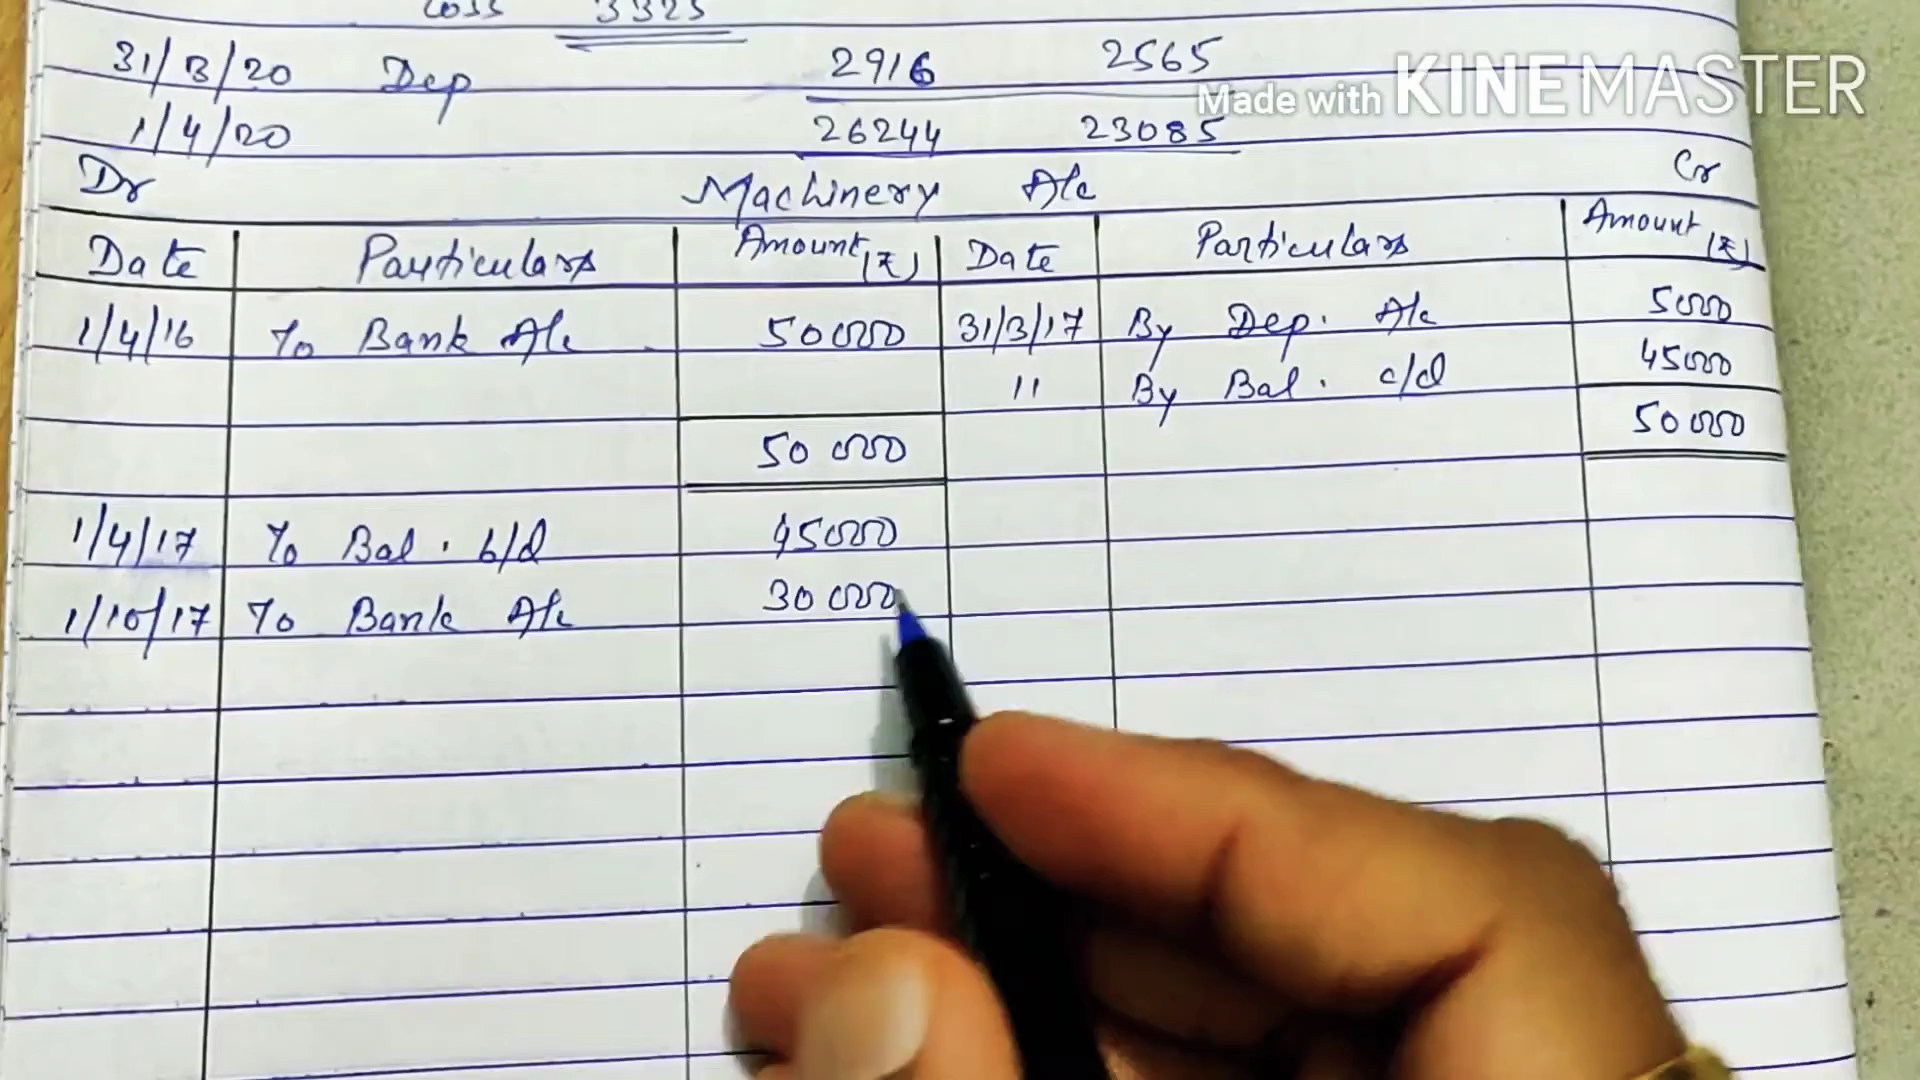 Loss 3325
31/3/20 Dep 2916 2565
Made with KINEMASTER
1/4/20 26244 23085
Dr Machinery A/c Cr
Date Particulars Amount (₹) Date Particulars Amount (₹)
1/4/16 To Bank A/c 50000 31/3/17 By Dep. A/c 5000
" By Bal. c/d 45000
50000 50000
1/4/17 To Bal. b/d 45000
1/10/17 To Bank A/c 30000